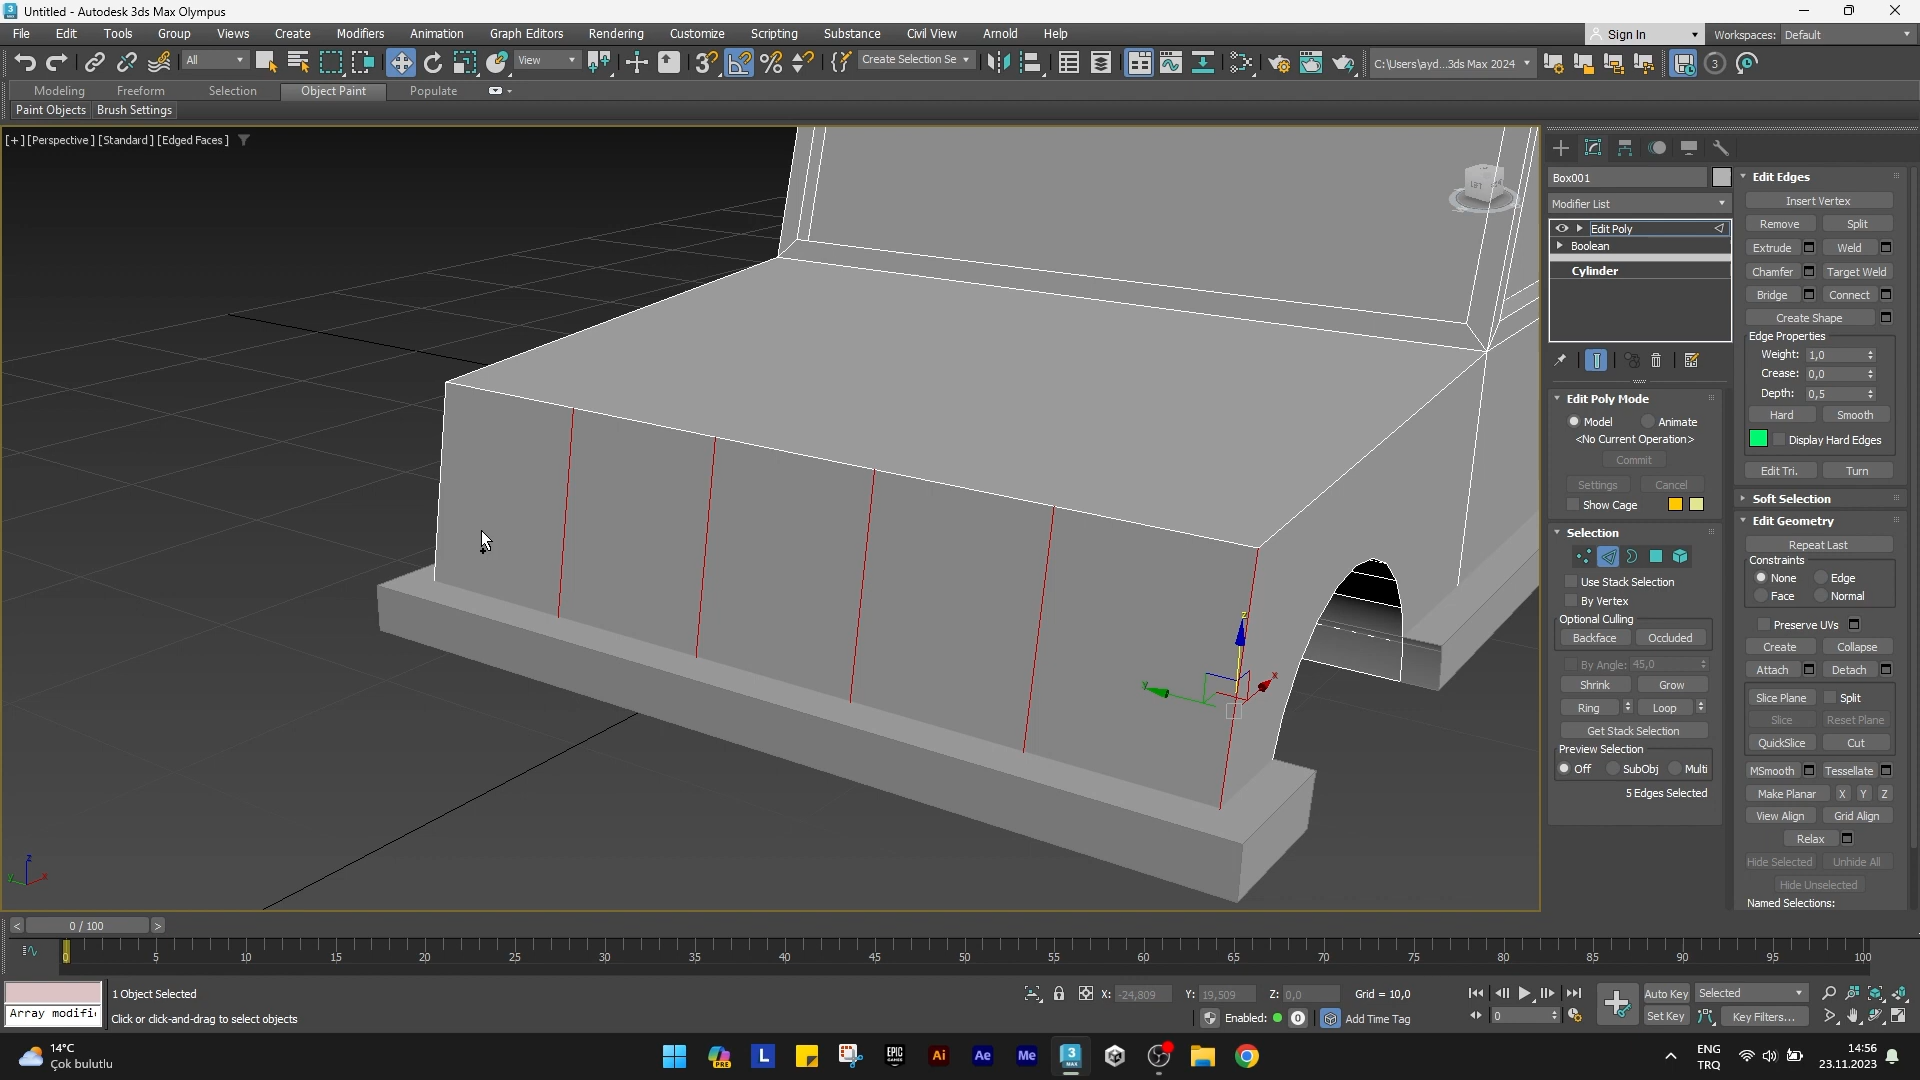 Untitled - Autodesk 3ds Max Olympus
File Edit Tools Group Views Create Modifiers Animation Graph Editors Rendering Customize Scripting Substance Civil View Arnold Help
Sign In Workspaces: Default
All View Create Selection Se C:\Users\ayd...3ds Max 2024
Modeling Freeform Selection Object Paint Populate
Paint Objects Brush Settings
[+] [Perspective] [Standard] [Edged Faces]
Box001
Modifier List
Edit Poly
Boolean
Cylinder
Edit Poly Mode
Model Animate
<No Current Operation>
Commit
Settings Cancel
Show Cage
Selection
Use Stack Selection
By Vertex
Optional Culling
Backface Occluded
By Angle: 45,0
Shrink Grow
Ring Loop
Get Stack Selection
Preview Selection
Off SubObj Multi
5 Edges Selected
Edit Edges
Insert Vertex
Remove Split
Extrude Weld
Chamfer Target Weld
Bridge Connect
Create Shape
Edge Properties
Weight: 1,0
Crease: 0,0
Depth: 0,5
Hard Smooth
Display Hard Edges
Edit Tri. Turn
Soft Selection
Edit Geometry
Repeat Last
Constraints
None Edge
Face Normal
Preserve UVs
Create Collapse
Attach Detach
Slice Plane Split
Slice Reset Plane
QuickSlice Cut
MSmooth Tessellate
Make Planar X Y Z
View Align Grid Align
Relax
Hide Selected Unhide All
Hide Unselected
Named Selections:
z
x
y
z
y x
< 0 / 100 >
0 5 10 15 20 25 30 35 40 45 50 55 60 65 70 75 80 85 90 95 100
1 Object Selected
Array modifi
Click or click-and-drag to select objects
X: -24,809 Y: 19,509 Z: 0,0 Grid = 10,0
Enabled: 0 Add Time Tag
0
Auto Key Selected
Set Key Key Filters...
14°C
Çok bulutlu
PRE L EPIC GAMES Ai Ae Me 3 MAX
ENG
TRQ
14:56
23.11.2023